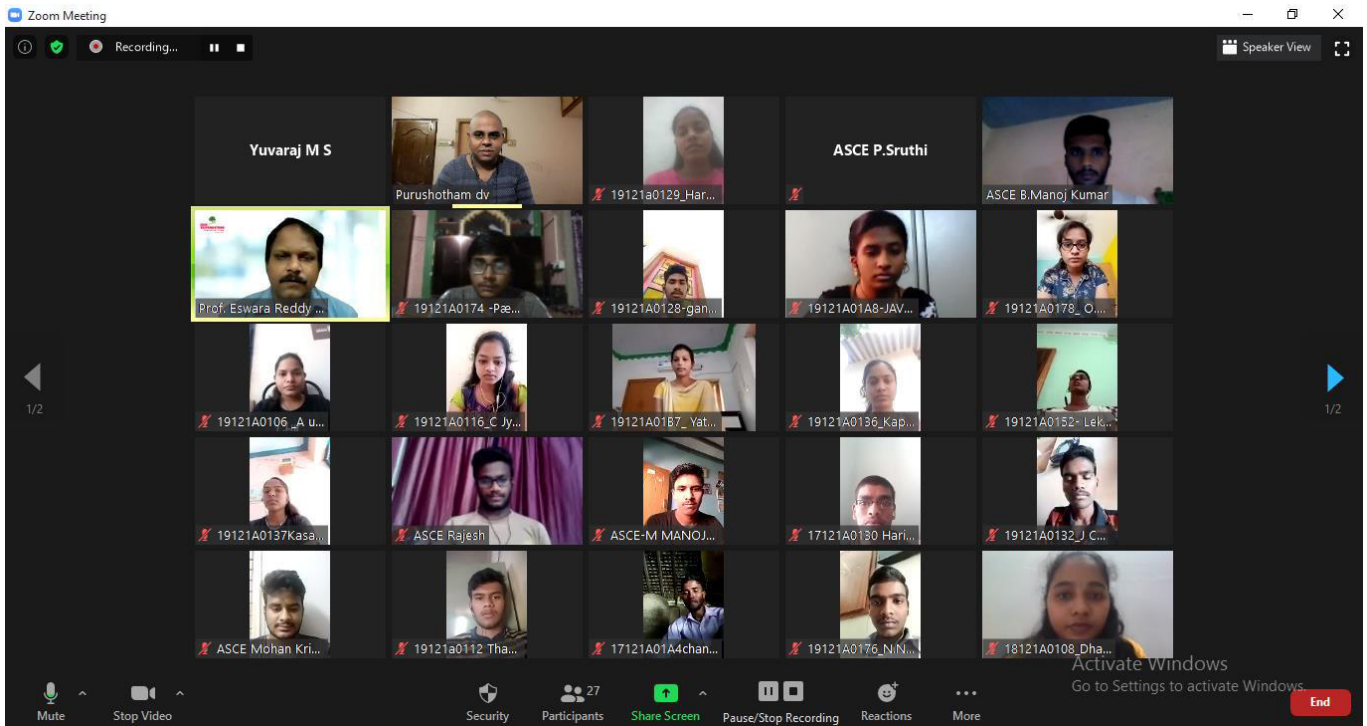 Zoom Meeting
Recording...
Speaker View
Yuvaraj M S
Purushotham dv
19121a0129_Har...
ASCE P.Sruthi
ASCE B.Manoj Kumar
Prof. Eswara Reddy ...
19121A0174 -Pæ...
19121A0128-gan...
19121A01A8-JAV...
19121A0178_ O....
19121A0106 _A u...
19121A0116_C Jy...
19121A01B7_ Yat...
19121A0136_Kap...
19121A0152- Lek...
19121A0137Kasa...
ASCE Rajesh
ASCE-M MANOJ...
17121A0130 Hari...
19121A0132_J C...
ASCE Mohan Kri...
19121a0112 Tha...
17121A01A4chan...
19121A0176_N.N...
18121A0108_Dha...
1/2
1/2
Activate Windows
Go to Settings to activate Windows.
Mute
Stop Video
Security
Participants
27
Share Screen
Pause/Stop Recording
Reactions
More
End